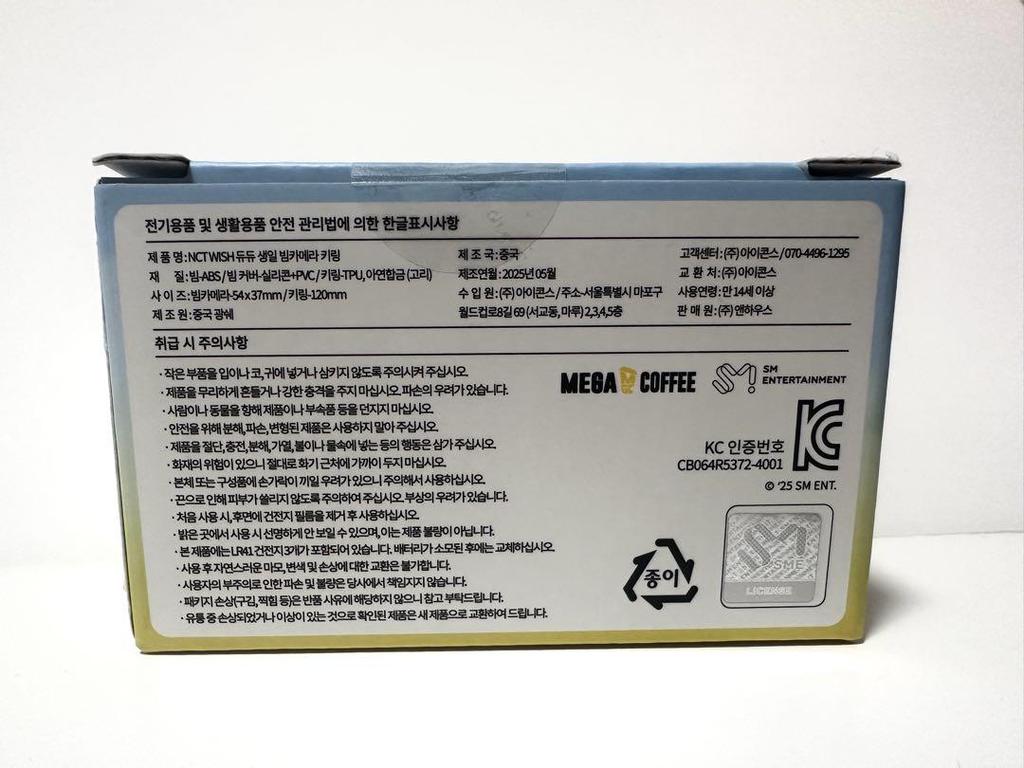 전기용품 및 생활용품 안전 관리법에 의한 한글표시사항
제 품 명 : NCT WISH 듀듀 생일 빔카메라 키링
재 질 : 빔-ABS / 빔 커버-실리콘+PVC / 키링-TPU, 아연합금 (고리)
사 이 즈 : 빔카메라-54 x 37mm / 키링-120mm
제 조 원 : 중국 광쉐
제 조 국 : 중국
제조연월 : 2025년 05월
수 입 원 : (주) 아이콘스 / 주소-서울특별시 마포구
월드컵로8길 69 (서교동, 마루) 2,3,4,5층
고객센터 : (주) 아이콘스 / 070-4496-1295
교 환 처 : (주) 아이콘스
사용연령 : 만 14세 이상
판 매 원 : (주) 앤하우스
취급 시 주의사항
· 작은 부품을 입이나 코, 귀에 넣거나 삼키지 않도록 주의시켜 주십시오.
· 제품을 무리하게 흔들거나 강한 충격을 주지 마십시오. 파손의 우려가 있습니다.
· 사람이나 동물을 향해 제품이나 부속품 등을 던지지 마십시오.
· 안전을 위해 분해, 파손, 변형된 제품은 사용하지 말아 주십시오.
· 제품을 절단, 충전, 분해, 가열, 불이나 물속에 넣는 등의 행동은 삼가 주십시오.
· 화재의 위험이 있으니 절대로 화기 근처에 가까이 두지 마십시오.
· 본체 또는 구성품에 손가락이 끼일 우려가 있으니 주의해서 사용하십시오.
· 끈으로 인해 피부가 쓸리지 않도록 주의하여 주십시오. 부상의 우려가 있습니다.
· 처음 사용 시, 후면에 건전지 필름을 제거 후 사용하십시오.
· 밝은 곳에서 사용 시 선명하게 안 보일 수 있으며, 이는 제품 불량이 아닙니다.
· 본 제품에는 LR41 건전지 3개가 포함되어 있습니다. 배터리가 소모된 후에는 교체하십시오.
· 사용 후 자연스러운 마모, 변색 및 손상에 대한 교환은 불가합니다.
· 사용자의 부주의로 인한 파손 및 불량은 당사에서 책임지지 않습니다.
· 패키지 손상(구김, 찍힘 등)은 반품 사유에 해당하지 않으니 참고 부탁드립니다.
· 유통 중 손상되었거나 이상이 있는 것으로 확인된 제품은 새 제품으로 교환하여 드립니다.
MEGA MGC COFFEE
SM! SM ENTERTAINMENT
KC 인증번호
CB064R5372-4001
KC
© '25 SM ENT.
종이
SM
SME
LICENSE